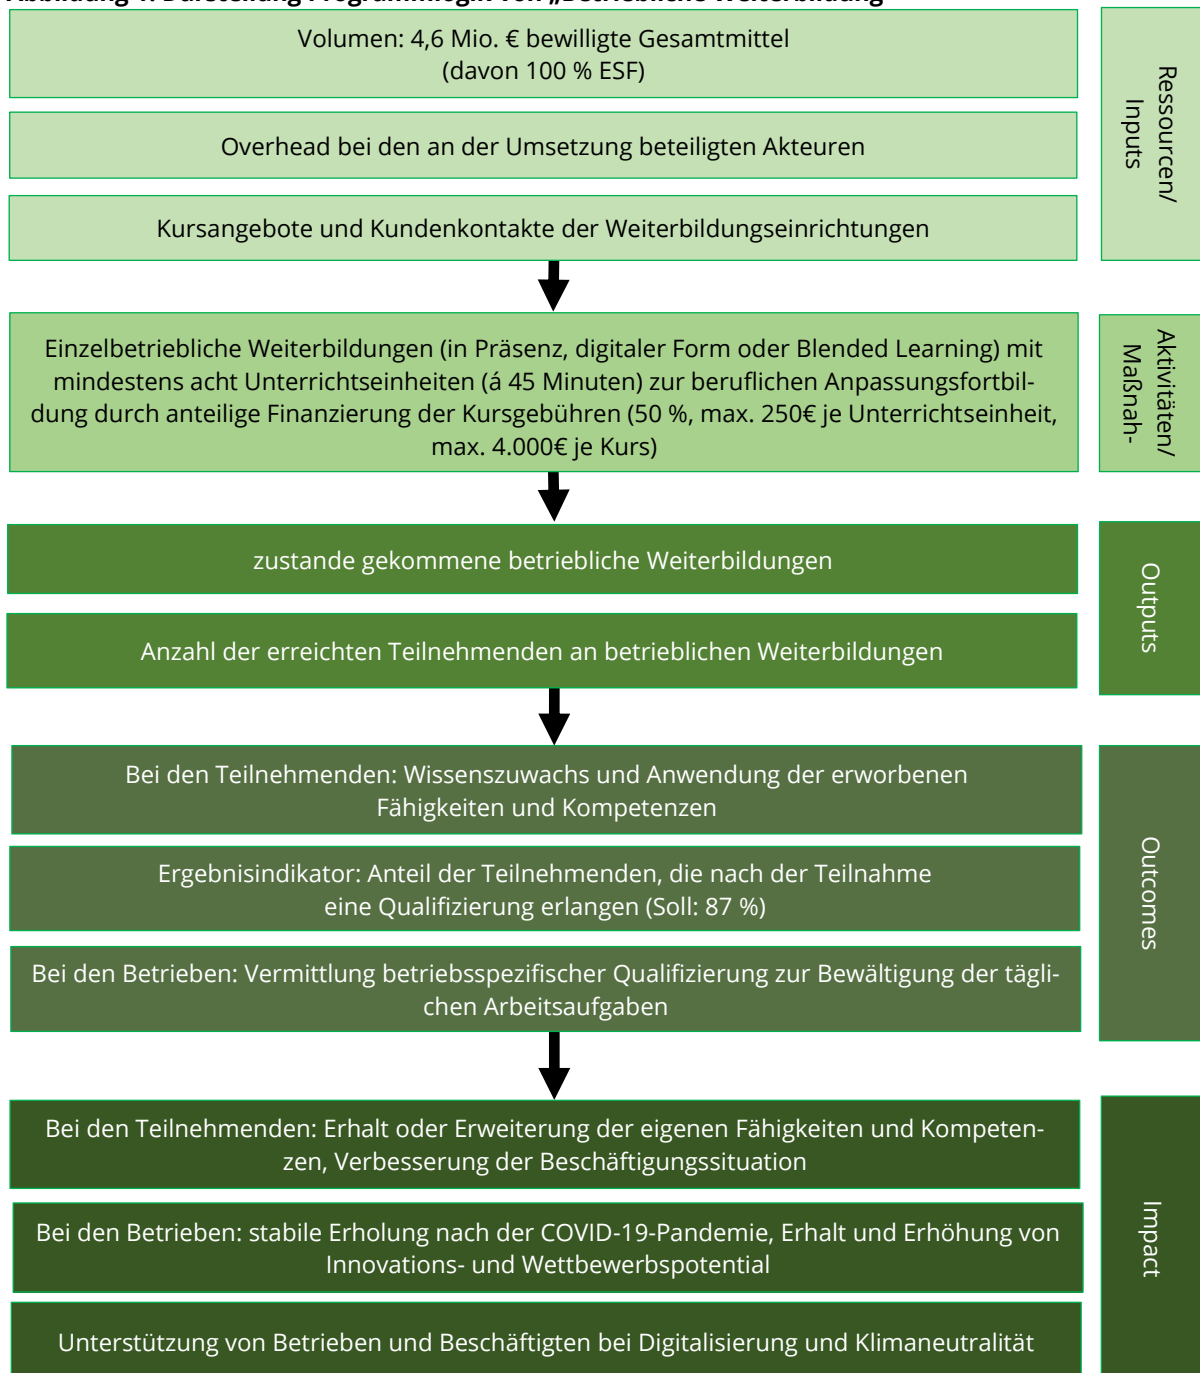 Volumen: 4,6 Mio. € bewilligte Gesamtmittel
(davon 100 % ESF)
Overhead bei den an der Umsetzung beteiligten Akteuren
Kursangebote und Kundenkontakte der Weiterbildungseinrichtungen
Ressourcen/
Inputs
Einzelbetriebliche Weiterbildungen (in Präsenz, digitaler Form oder Blended Learning) mit
mindestens acht Unterrichtseinheiten (á 45 Minuten) zur beruflichen Anpassungsfortbil-
dung durch anteilige Finanzierung der Kursgebühren (50 %, max. 250€ je Unterrichtseinheit,
max. 4.000€ je Kurs)
Aktivitäten/
Maßnah-
zustande gekommene betriebliche Weiterbildungen
Anzahl der erreichten Teilnehmenden an betrieblichen Weiterbildungen
Outputs
Bei den Teilnehmenden: Wissenszuwachs und Anwendung der erworbenen
Fähigkeiten und Kompetenzen
Ergebnisindikator: Anteil der Teilnehmenden, die nach der Teilnahme
eine Qualifizierung erlangen (Soll: 87 %)
Bei den Betrieben: Vermittlung betriebsspezifischer Qualifizierung zur Bewältigung der tägli-
chen Arbeitsaufgaben
Outcomes
Bei den Teilnehmenden: Erhalt oder Erweiterung der eigenen Fähigkeiten und Kompeten-
zen, Verbesserung der Beschäftigungssituation
Bei den Betrieben: stabile Erholung nach der COVID-19-Pandemie, Erhalt und Erhöhung von
Innovations- und Wettbewerbspotential
Unterstützung von Betrieben und Beschäftigten bei Digitalisierung und Klimaneutralität
Impact